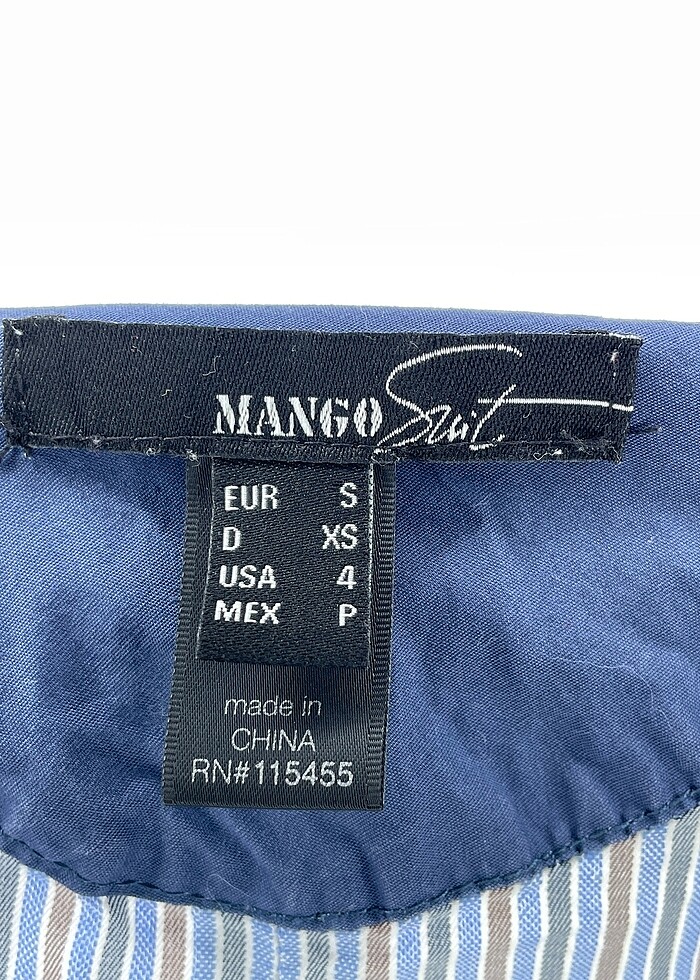 MANGO Suit
EUR S
D XS
USA 4
MEX P
made in
CHINA
RN#115455